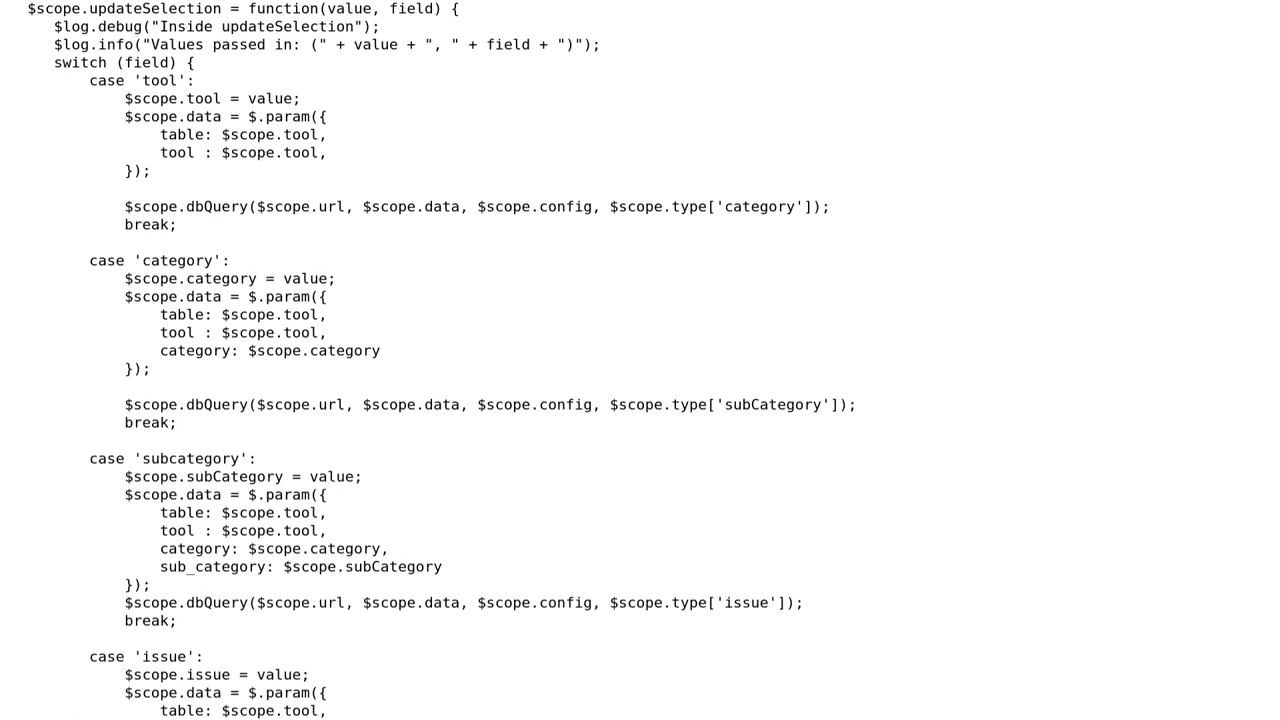 $scope.updateSelection = function(value, field) {
$log.debug("Inside updateSelection");
$log.info("Values passed in: (" + value + ", " + field + ")");
switch (field) {
case 'tool':
$scope.tool = value;
$scope.data = $.param({
table: $scope.tool,
tool : $scope.tool,
});
$scope.dbQuery($scope.url, $scope.data, $scope.config, $scope.type['category']);
break;
case 'category':
$scope.category = value;
$scope.data = $.param({
table: $scope.tool,
tool : $scope.tool,
category: $scope.category
});
$scope.dbQuery($scope.url, $scope.data, $scope.config, $scope.type['subCategory']);
break;
case 'subcategory':
$scope.subCategory = value;
$scope.data = $.param({
table: $scope.tool,
tool : $scope.tool,
category: $scope.category,
sub_category: $scope.subCategory
});
$scope.dbQuery($scope.url, $scope.data, $scope.config, $scope.type['issue']);
break;
case 'issue':
$scope.issue = value;
$scope.data = $.param({
table: $scope.tool,